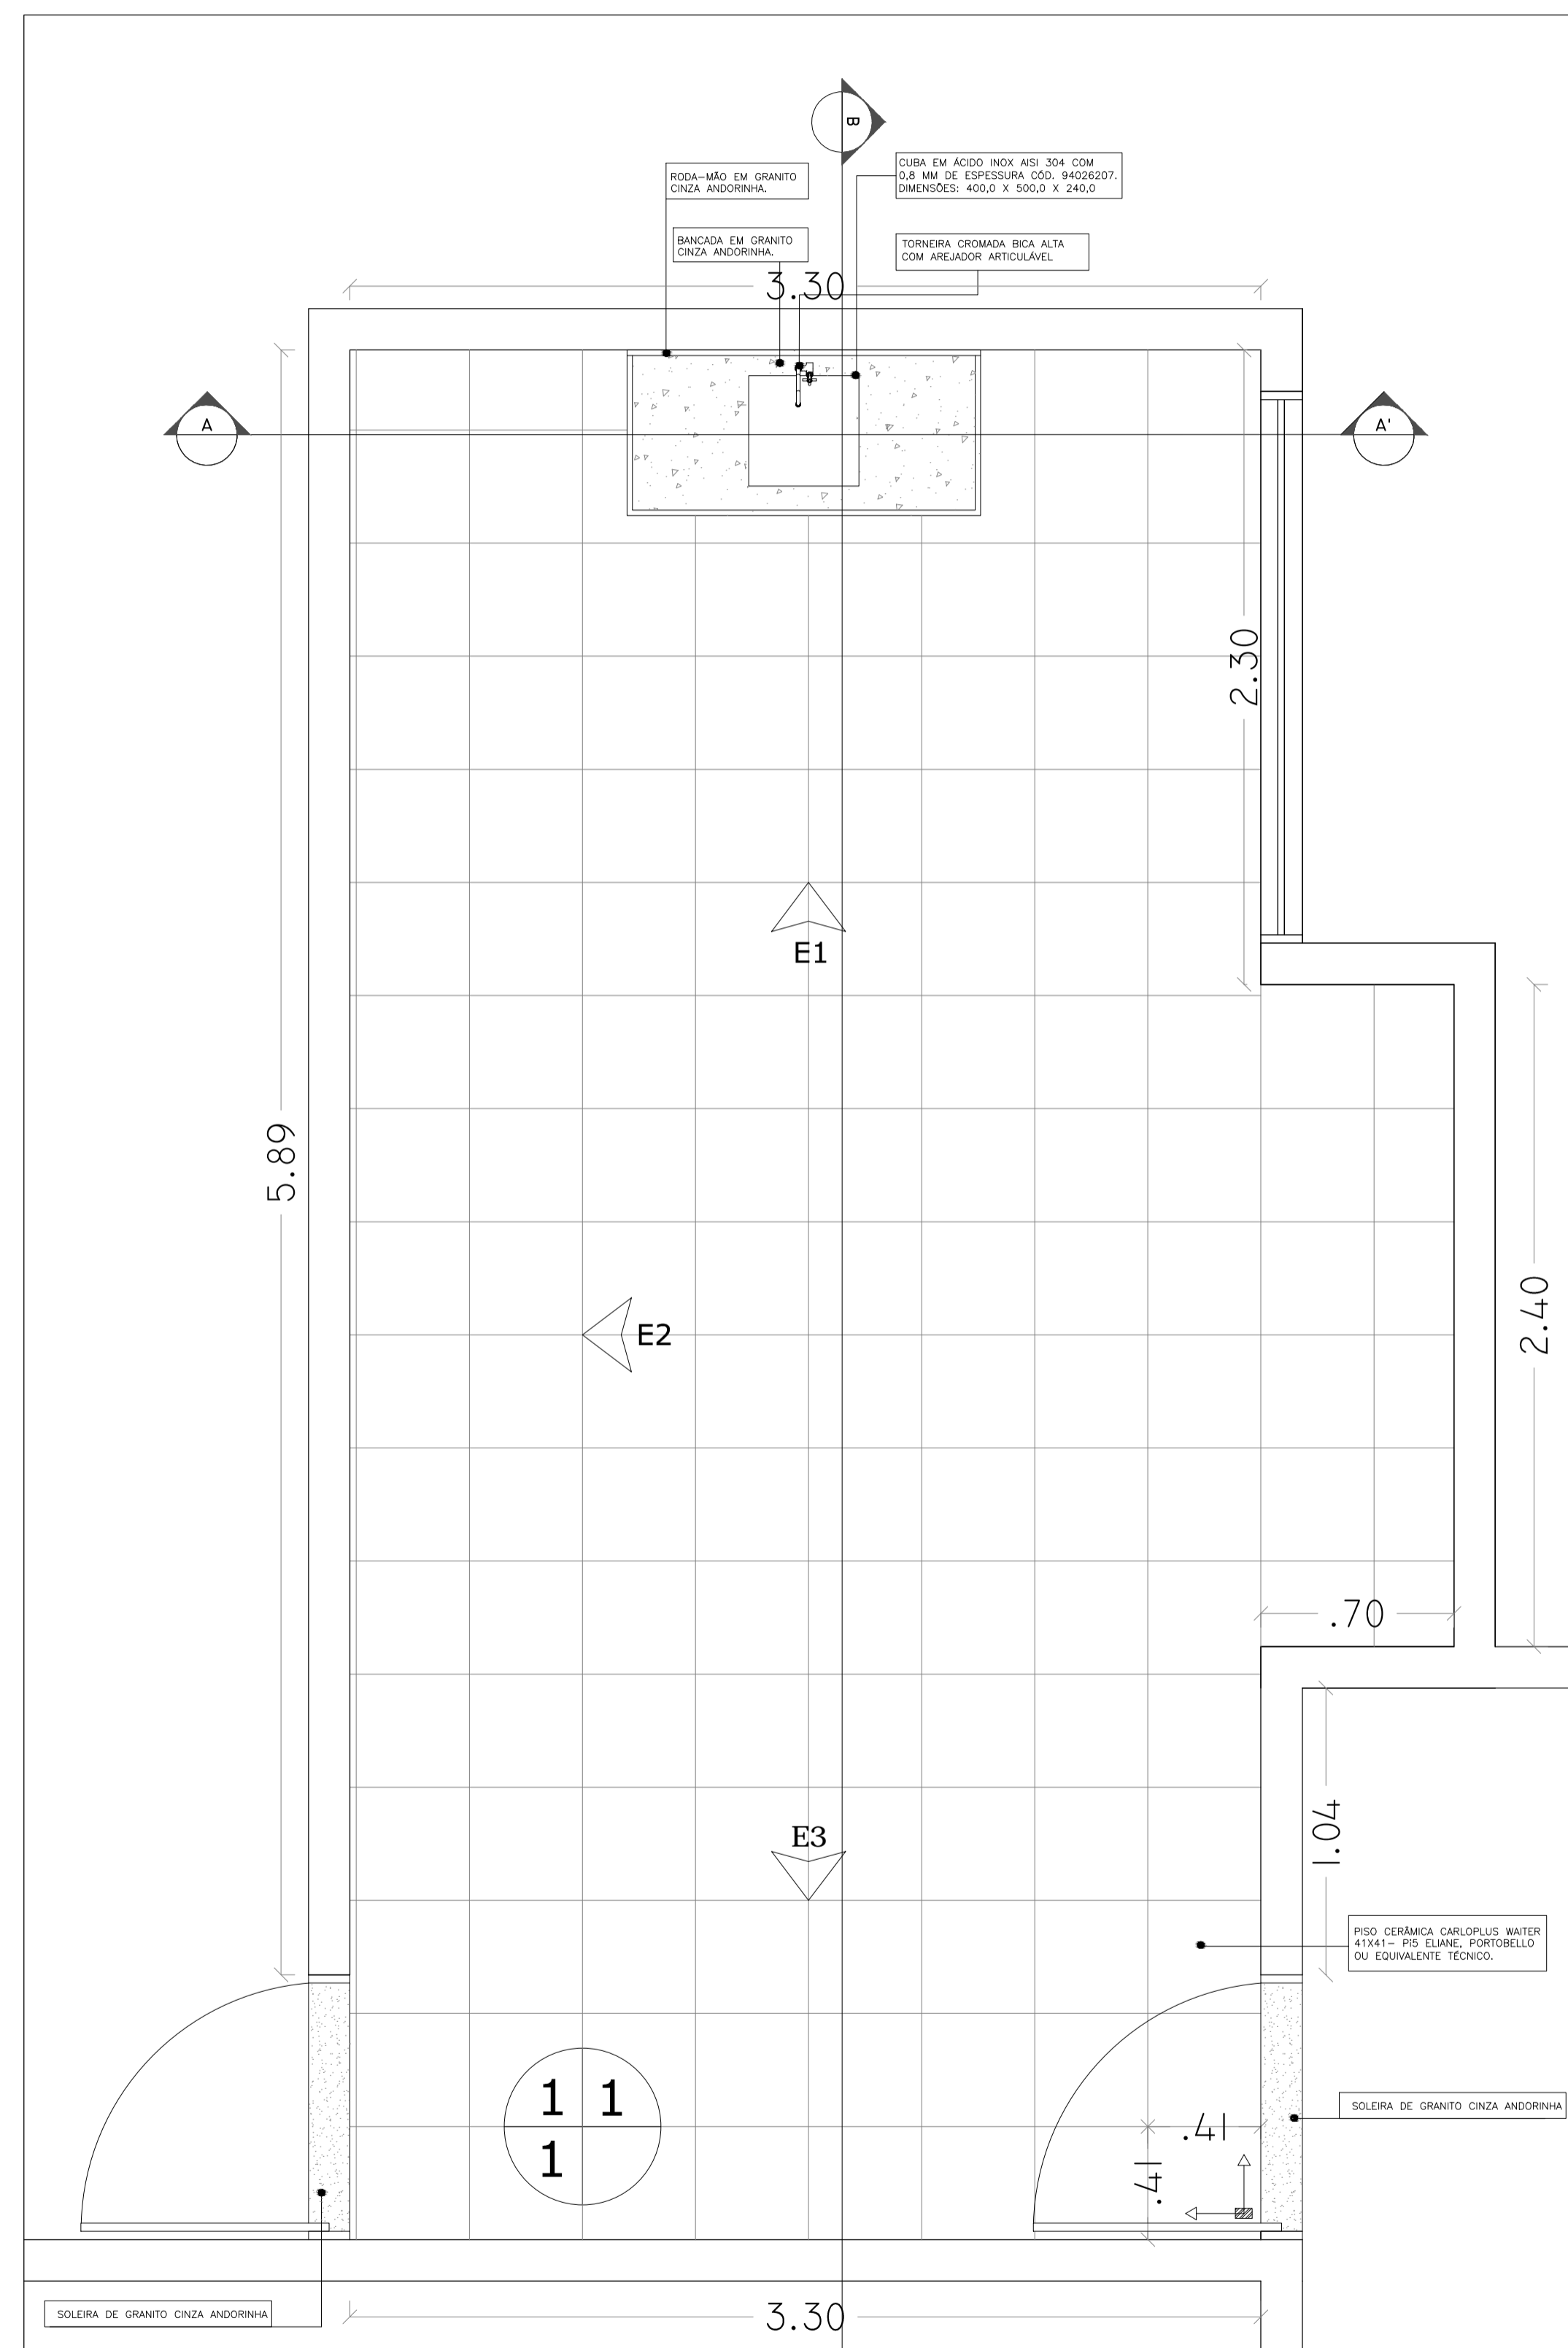 B
RODA-MÃO EM GRANITO
CINZA ANDORINHA.
CUBA EM ÁCIDO INOX AISI 304 COM
0,8 MM DE ESPESSURA CÓD. 94026207.
DIMENSÕES: 400,0 X 500,0 X 240,0
BANCADA EM GRANITO
CINZA ANDORINHA.
TORNEIRA CROMADA BICA ALTA
COM AREJADOR ARTICULÁVEL
3.30
A
A'
2.30
E1
5.89
E2
2.40
.70
E3
1.04
PISO CERÂMICA CARLOPLUS WAITER
41X41- Pi5 ELIANE, PORTOBELLO
OU EQUIVALENTE TÉCNICO.
1 1
1
.41
.41
SOLEIRA DE GRANITO CINZA ANDORINHA
SOLEIRA DE GRANITO CINZA ANDORINHA
3.30